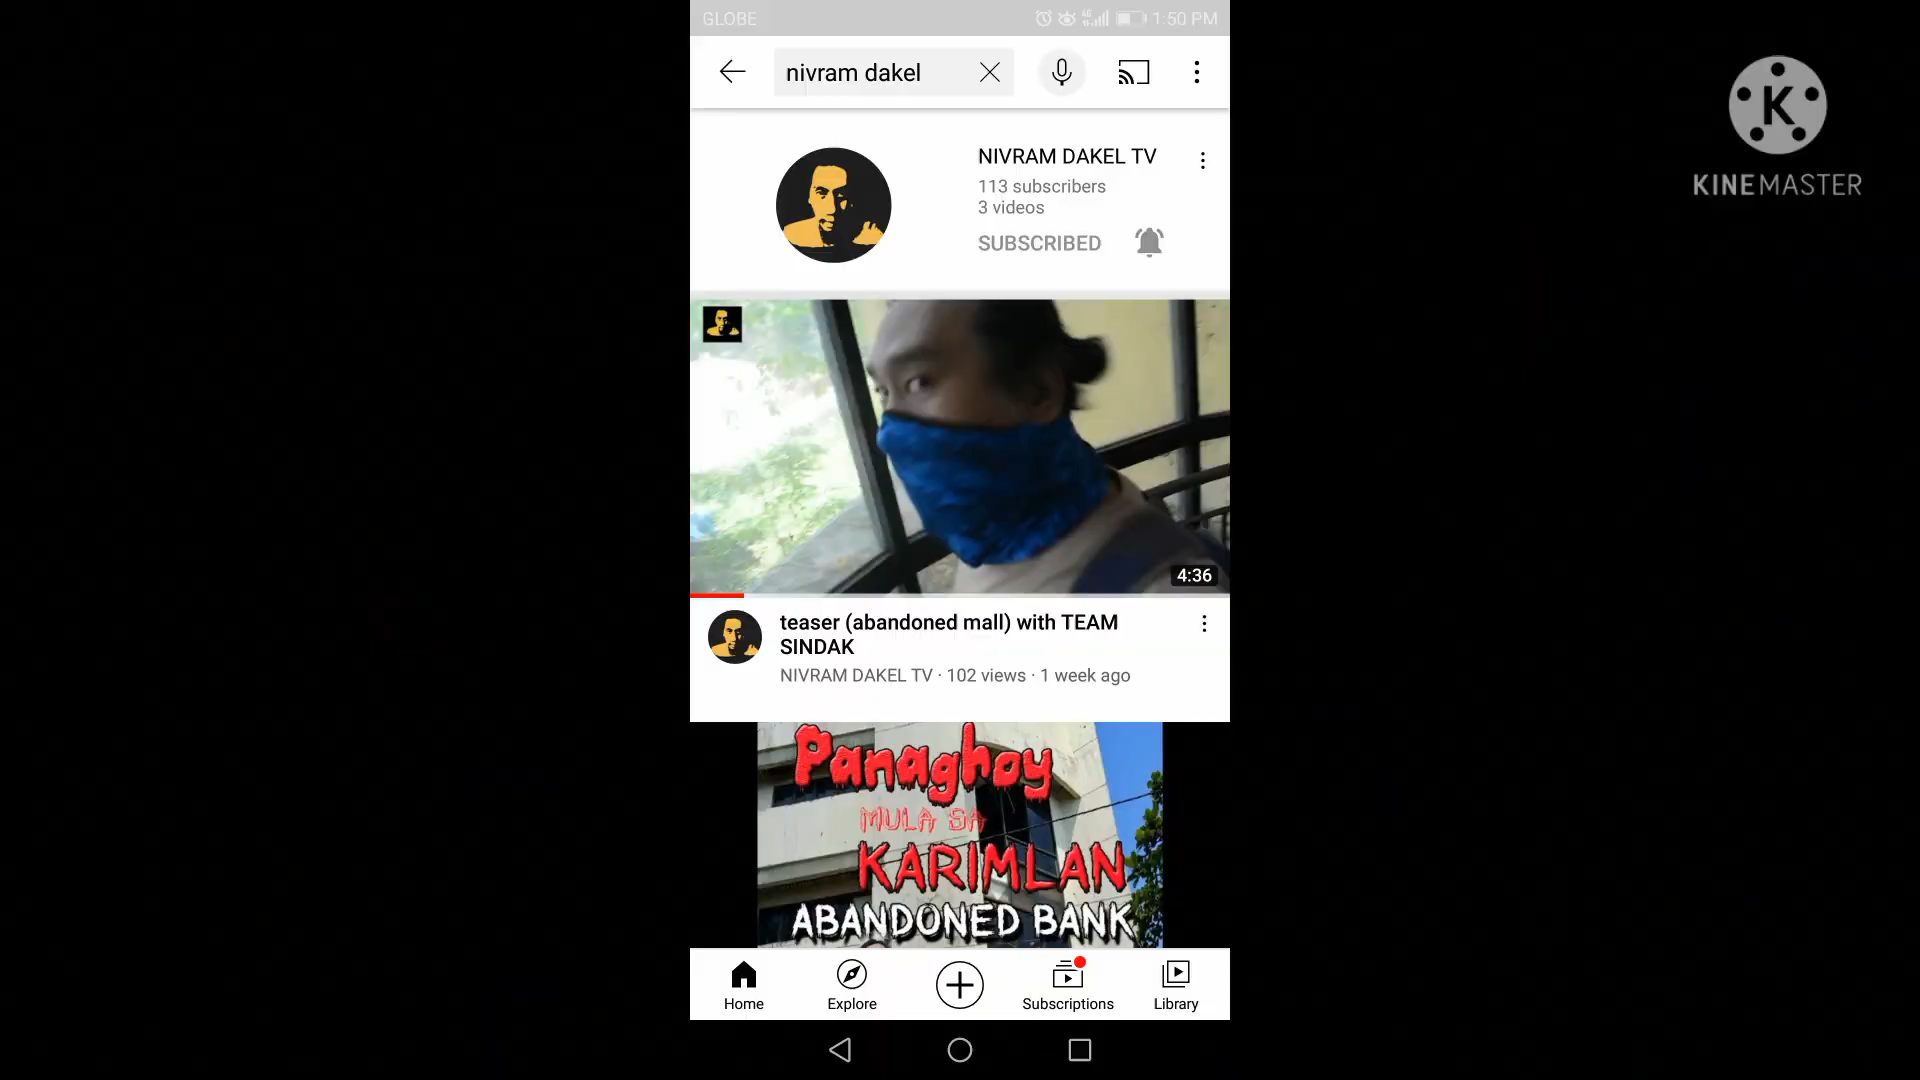 GLOBE
4G
1:50 PM
nivram dakel
K
KINEMASTER
NIVRAM DAKEL TV
113 subscribers
3 videos
SUBSCRIBED
4:36
teaser (abandoned mall) with TEAM
SINDAK
NIVRAM DAKEL TV · 102 views · 1 week ago
Panaghoy
MULA SA
KARIMLAN
ABANDONED BANK
Home
Explore
Subscriptions
Library